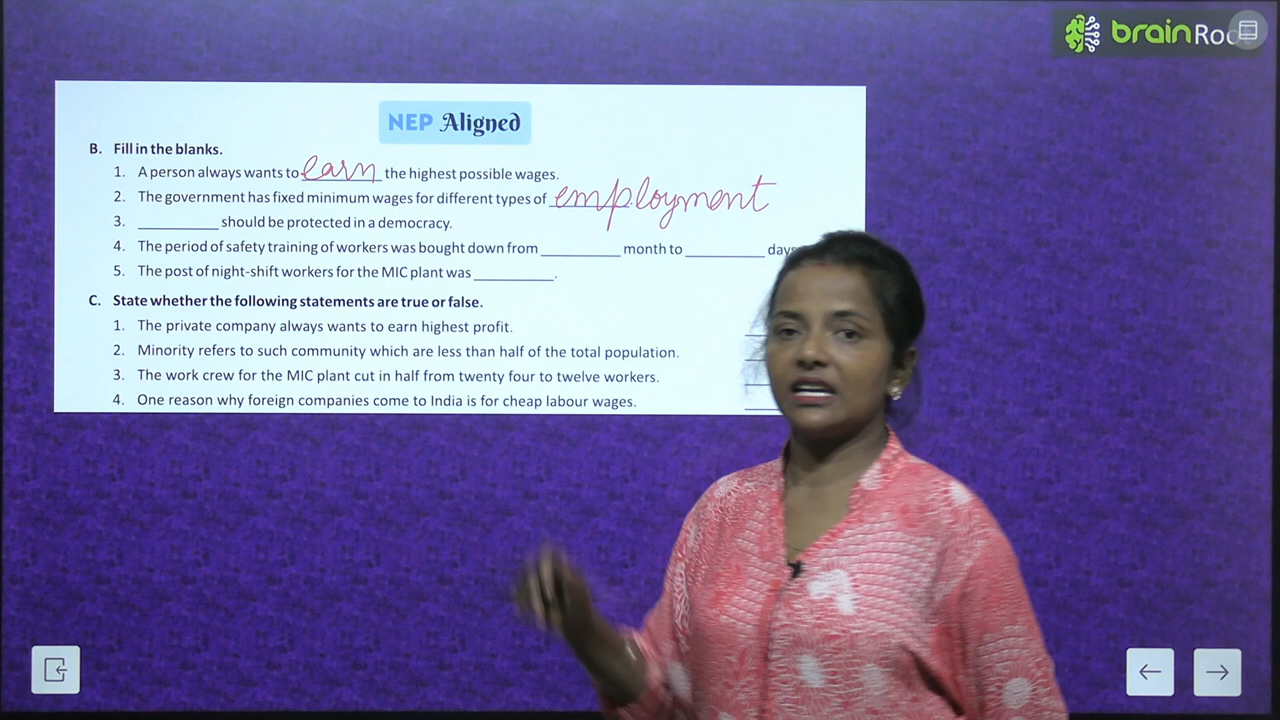 brainRo
NEP Aligned
B. Fill in the blanks.
1. A person always wants to earn the highest possible wages.
2. The government has fixed minimum wages for different types of employment
3. __________ should be protected in a democracy.
4. The period of safety training of workers was bought down from __________ month to __________ days
5. The post of night-shift workers for the MIC plant was __________.
C. State whether the following statements are true or false.
1. The private company always wants to earn highest profit.
2. Minority refers to such community which are less than half of the total population.
3. The work crew for the MIC plant cut in half from twenty four to twelve workers.
4. One reason why foreign companies come to India is for cheap labour wages.